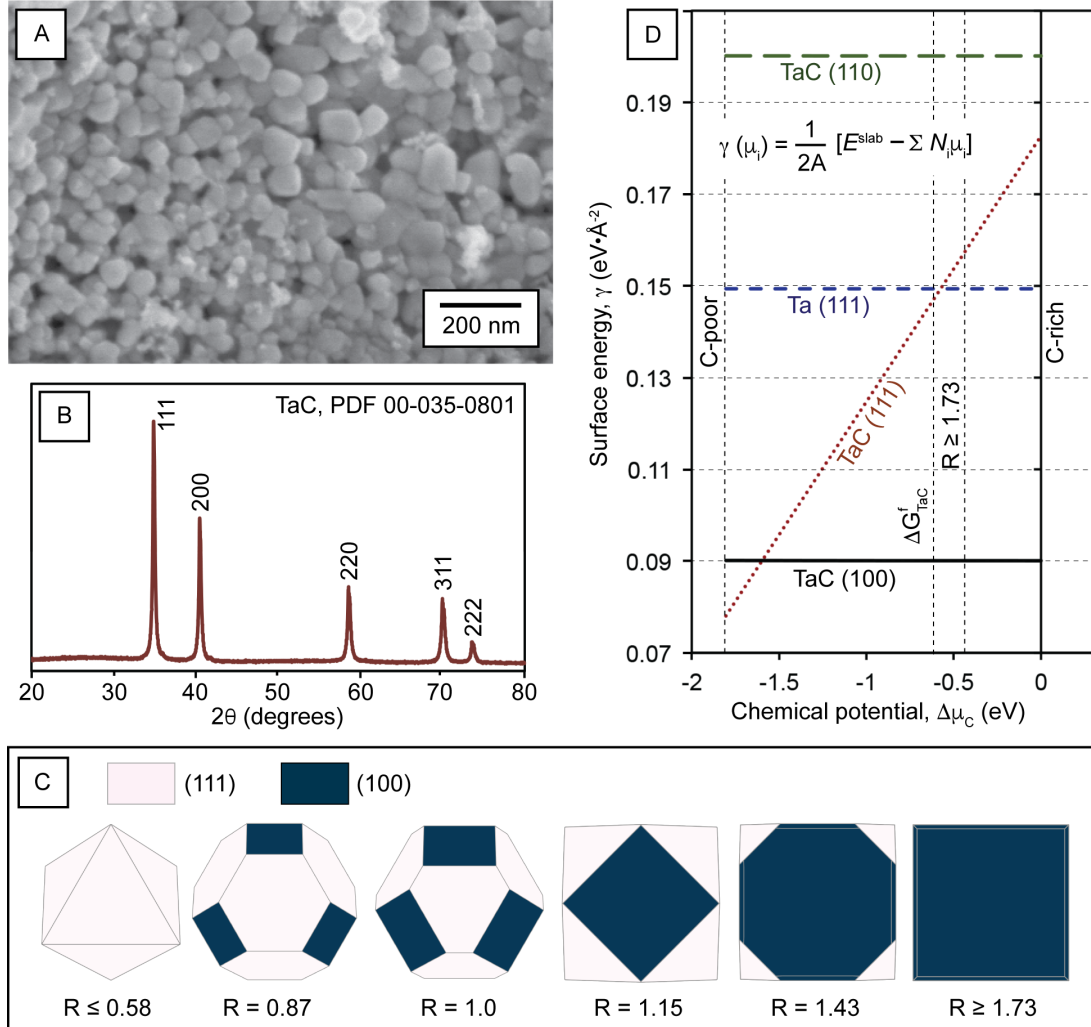 A
200 nm
B
TaC, PDF 00-035-0801
111
200
220
311
222
20 30 40 50 60 70 80
2θ (degrees)
D
TaC (110)
γ (μi) = 1/2A [E^slab − Σ Niμi]
Ta (111)
TaC (111)
TaC (100)
C-poor
C-rich
ΔG^f_TaC
R ≥ 1.73
0.19
0.17
0.15
0.13
0.11
0.09
0.07
Surface energy, γ (eV•Å⁻²)
-2 -1.5 -1 -0.5 0
Chemical potential, Δμ_C (eV)
C
(111) (100)
R ≤ 0.58 R = 0.87 R = 1.0 R = 1.15 R = 1.43 R ≥ 1.73